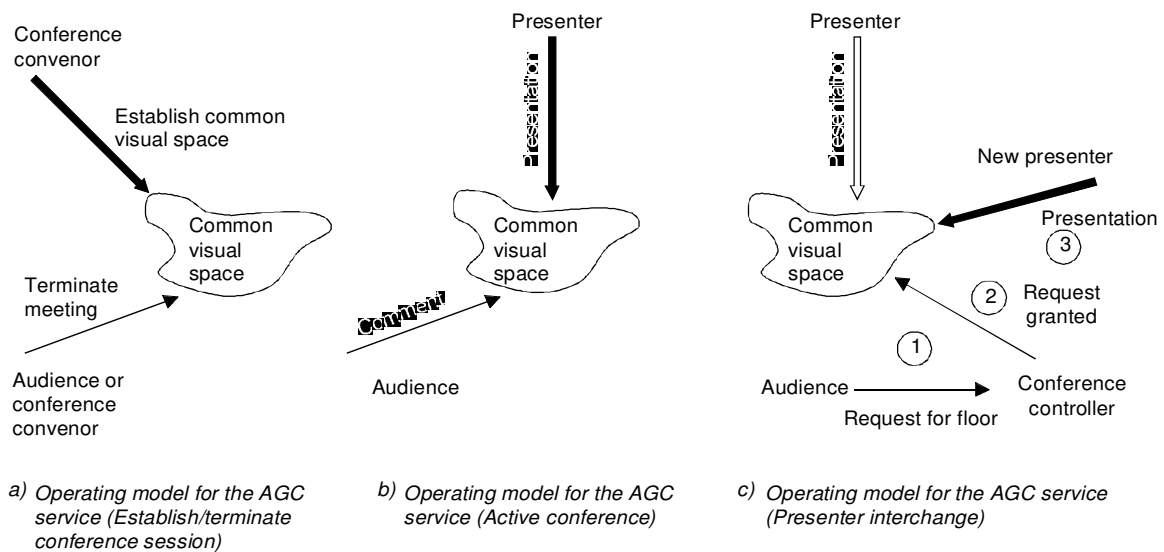 Conference
convenor
Establish common
visual space
Common
visual
space
Terminate
meeting
Audience or
conference
convenor
a) Operating model for the AGC
service (Establish/terminate
conference session)
Presenter
Presentation
Common
visual
space
Comment
Audience
b) Operating model for the AGC
service (Active conference)
Presenter
Presentation
New presenter
Common
visual
space
Presentation
3
2
Request
granted
1
Audience
Request for floor
Conference
controller
c) Operating model for the AGC service
(Presenter interchange)